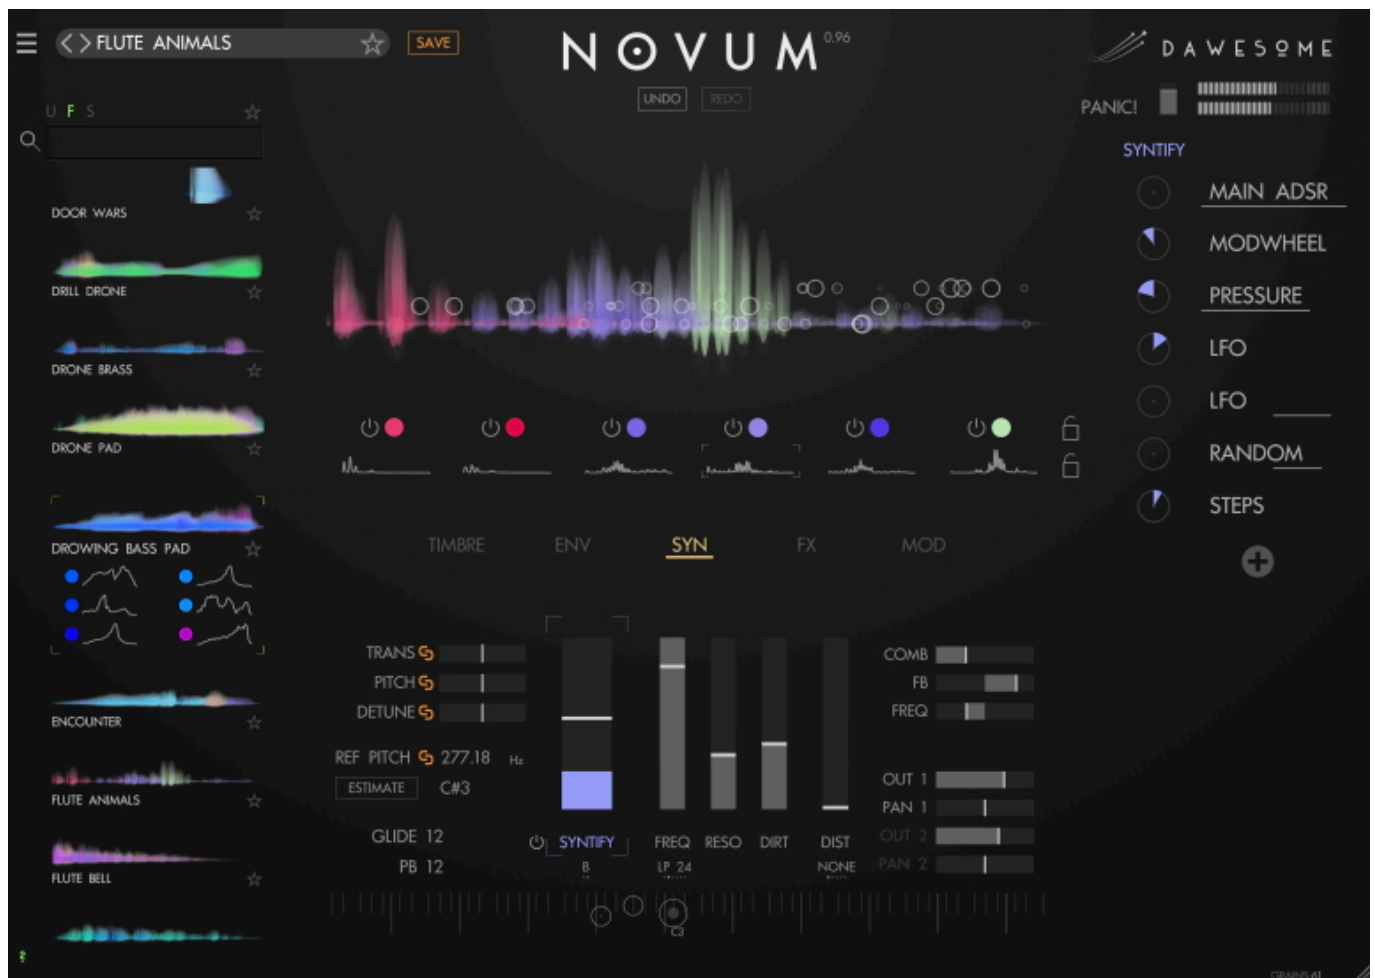 FLUTE ANIMALS
SAVE
NOVUM 0.96
DAWESOME
UNDO REDO
PANIC!
U F S
SYNTIFY
MAIN ADSR
MODWHEEL
PRESSURE
LFO
LFO
RANDOM
STEPS
DOOR WARS
DRILL DRONE
DRONE BRASS
DRONE PAD
DROWING BASS PAD
ENCOUNTER
FLUTE ANIMALS
FLUTE BELL
TIMBRE ENV SYN FX MOD
TRANS
PITCH
DETUNE
REF PITCH 277.18 Hz
ESTIMATE C#3
GLIDE 12
PB 12
SYNTIFY FREQ RESO DIRT DIST
B LP 24 NONE
COMB
FB
FREQ
OUT 1
PAN 1
OUT 2
PAN 2
C3
GRAINS 61